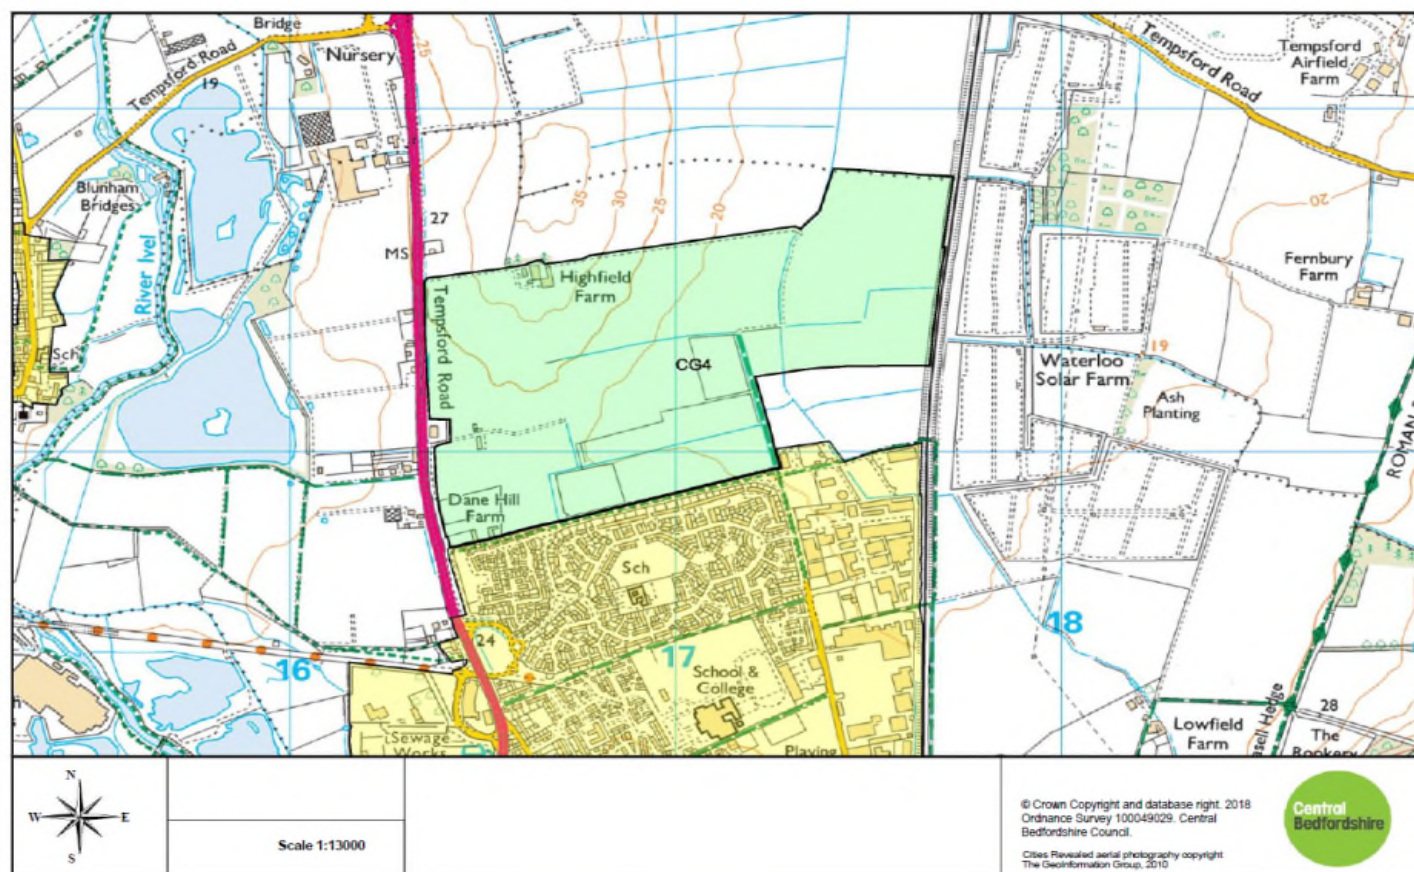 Bridge
Tempsford Road
19
Nursery
25
Tempsford Road
Tempsford
Airfield
Farm
Blunham
Bridges
River Ivel
35
30
25
20
27
MS
Highfield
Farm
20
Fernbury
Farm
Tempsford Road
Sch
CG4
19
Waterloo
Solar Farm
Ash
Planting
ROMAN
Dane Hill
Farm
Sch
24
16
17
18
School &
College
Sewage
Works
Playing
Lowfield
Farm
Hedge
28
The
Rookery
N
W E
S
Scale 1:13000
© Crown Copyright and database right. 2018
Ordnance Survey 100049029. Central
Bedfordshire Council.
Cities Revealed aerial photography copyright
The GeoInformation Group, 2010
Central
Bedfordshire